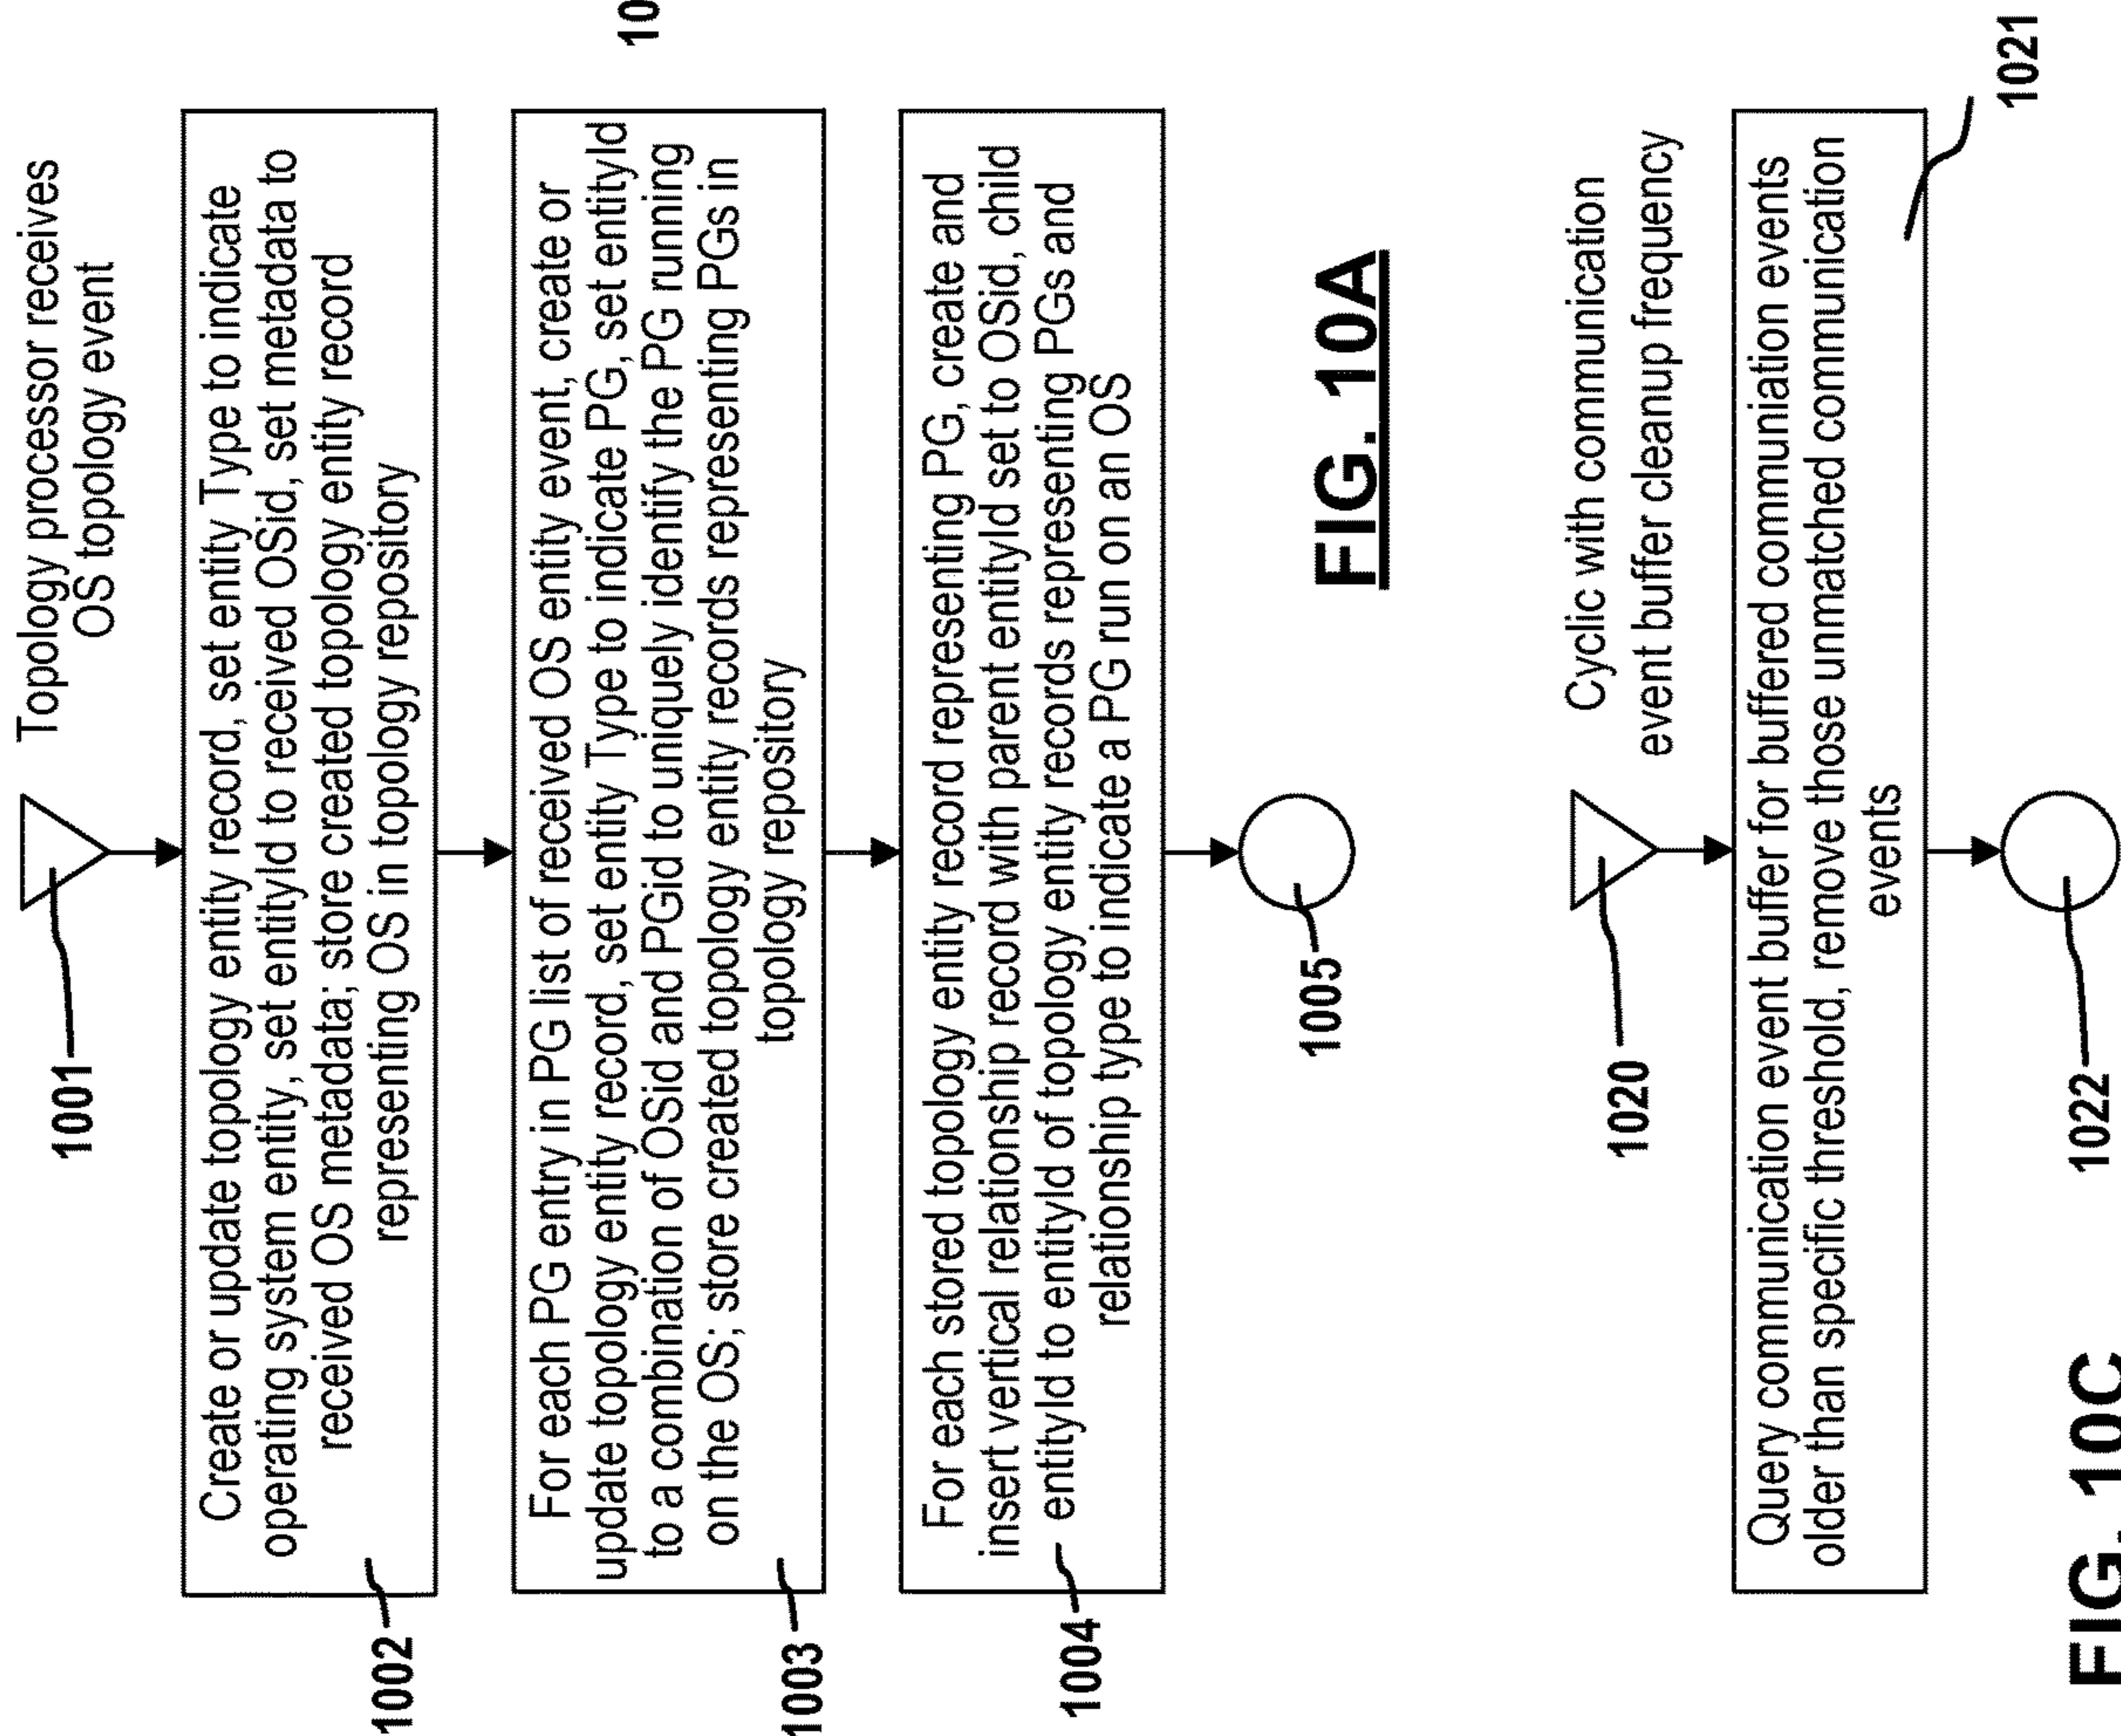 Topology processor receives
OS topology event
1001
Create or update topology entity record, set entity Type to indicate
operating system entity, set entityId to received OSid, set metadata to
received OS metadata; store created topology entity record
representing OS in topology repository
1002
For each PG entry in PG list of received OS entity event, create or
update topology entity record, set entity Type to indicate PG, set entityId
to a combination of OSid and PGid to uniquely identify the PG running
on the OS; store created topology entity records representing PGs in
topology repository
1003
For each stored topology entity record representing PG, create and
insert vertical relationship record with parent entityId set to OSid, child
entityId to entityId of topology entity records representing PGs and
relationship type to indicate a PG run on an OS
1004
1005
FIG. 10A
10
Cyclic with communication
event buffer cleanup frequency
1020
Query communication event buffer for buffered communiation events
older than specific threshold, remove those unmatched communication
events
1021
1022
FIG. 10C